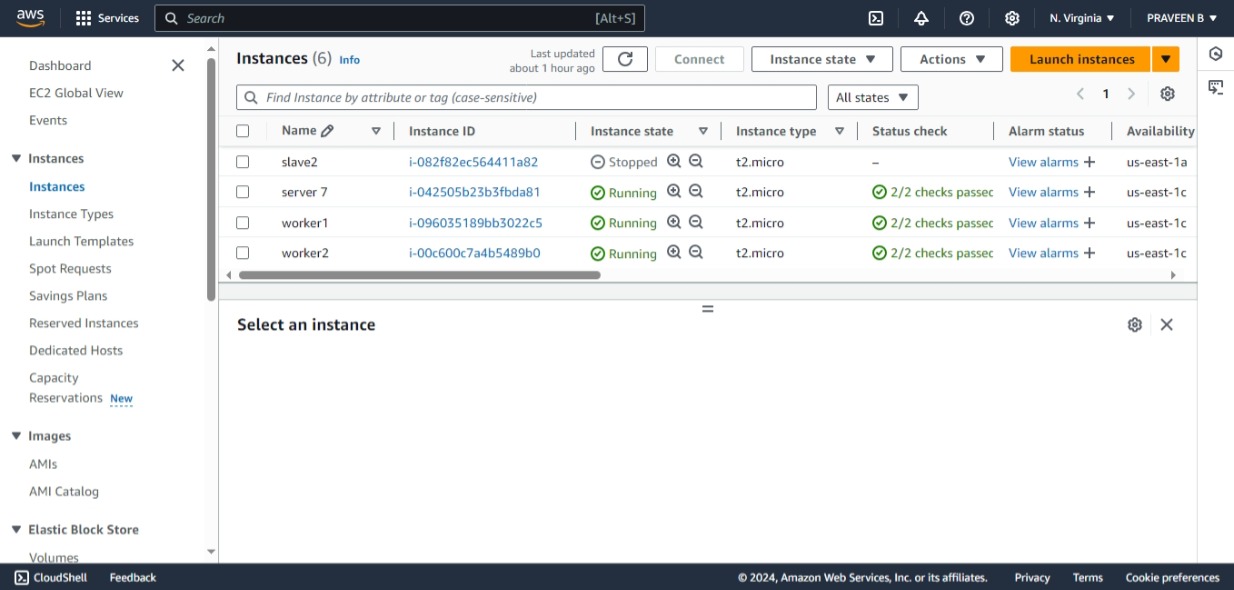 aws Services Search [Alt+S] N. Virginia PRAVEEN B
Dashboard
EC2 Global View
Events
Instances
Instances
Instance Types
Launch Templates
Spot Requests
Savings Plans
Reserved Instances
Dedicated Hosts
Capacity
Reservations New
Images
AMIs
AMI Catalog
Elastic Block Store
Volumes
Instances (6) Info
Last updated
about 1 hour ago
Connect Instance state Actions Launch instances
Find Instance by attribute or tag (case-sensitive) All states 1
Name Instance ID Instance state Instance type Status check Alarm status Availability
slave2 i-082f82ec564411a82 Stopped t2.micro – View alarms + us-east-1a
server 7 i-042505b23b3fbda81 Running t2.micro 2/2 checks passec View alarms + us-east-1c
worker1 i-096035189bb3022c5 Running t2.micro 2/2 checks passec View alarms + us-east-1c
worker2 i-00c600c7a4b5489b0 Running t2.micro 2/2 checks passec View alarms + us-east-1c
Select an instance
CloudShell Feedback © 2024, Amazon Web Services, Inc. or its affiliates. Privacy Terms Cookie preferences